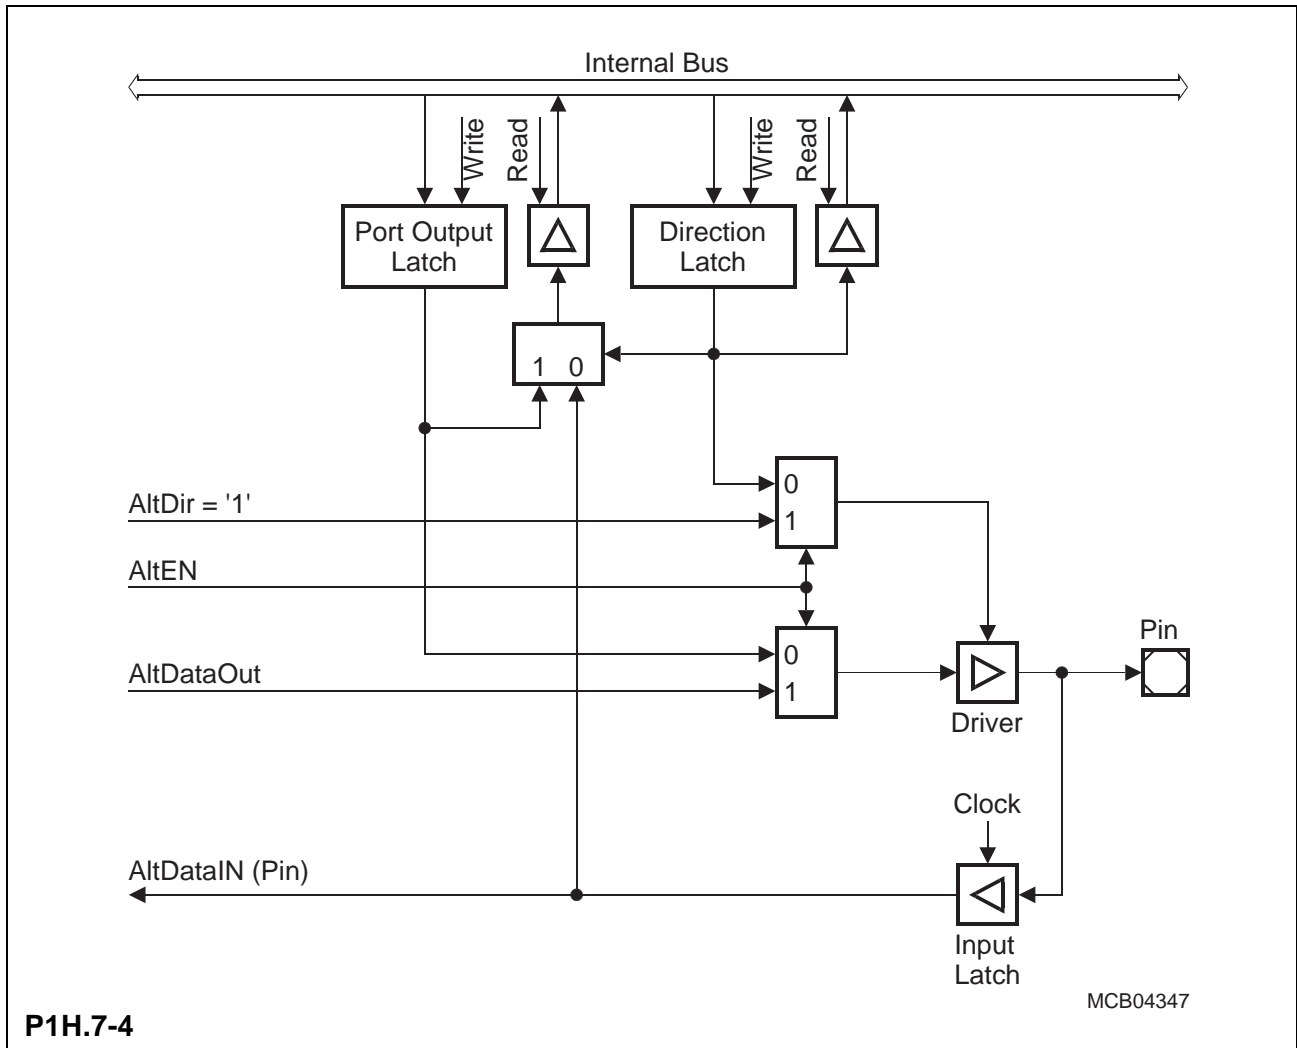 Internal Bus
Write
Read
Write
Read
Port Output
Latch
Direction
Latch
1 0
0
AltDir = '1'
1
AltEN
Pin
0
AltDataOut
1
Driver
Clock
AltDataIN (Pin)
Input
Latch
MCB04347
P1H.7-4